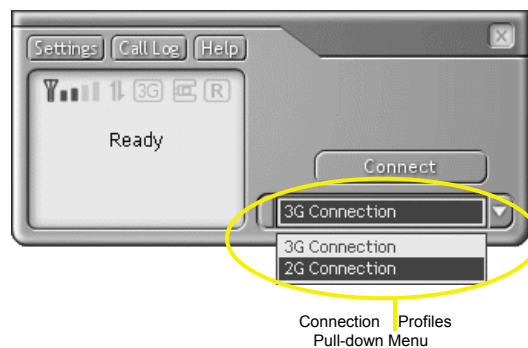 Settings Call Log Help
3G R
Ready
Connect
3G Connection
3G Connection
2G Connection
Connection Profiles
Pull-down Menu